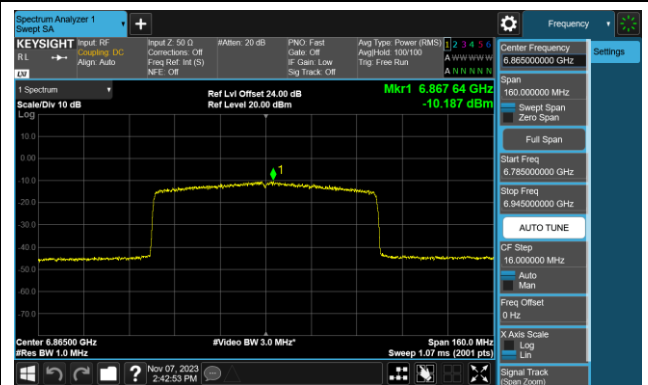 Spectrum Analyzer 1
Swept SA
Frequency
KEYSIGHT
RL
LXI
Input: RF
Coupling: DC
Align: Auto
Input Z: 50 Ω
Corrections: Off
Freq Ref: Int (S)
NFE: Off
#Atten: 20 dB
PNO: Fast
Gate: Off
IF Gain: Low
Sig Track: Off
Avg Type: Power (RMS)
Avg|Hold: 100/100
Trig: Free Run
1 2 3 4 5 6
A W W W W W
A N N N N N
1 Spectrum
Scale/Div 10 dB
Log
Ref Lvl Offset 24.00 dB
Ref Level 20.00 dBm
Mkr1 6.867 64 GHz
-10.187 dBm
10.0
0.00
-10.0
-20.0
-30.0
-40.0
-50.0
-60.0
-70.0
1
Center 6.86500 GHz
#Res BW 1.0 MHz
#Video BW 3.0 MHz*
Span 160.0 MHz
Sweep 1.07 ms (2001 pts)
?
Nov 07, 2023
2:42:53 PM
Center Frequency
6.865000000 GHz
Span
160.000000 MHz
Swept Span
Zero Span
Full Span
Start Freq
6.785000000 GHz
Stop Freq
6.945000000 GHz
AUTO TUNE
CF Step
16.000000 MHz
Auto
Man
Freq Offset
0 Hz
X Axis Scale
Log
Lin
Signal Track
(Span Zoom)
Settings